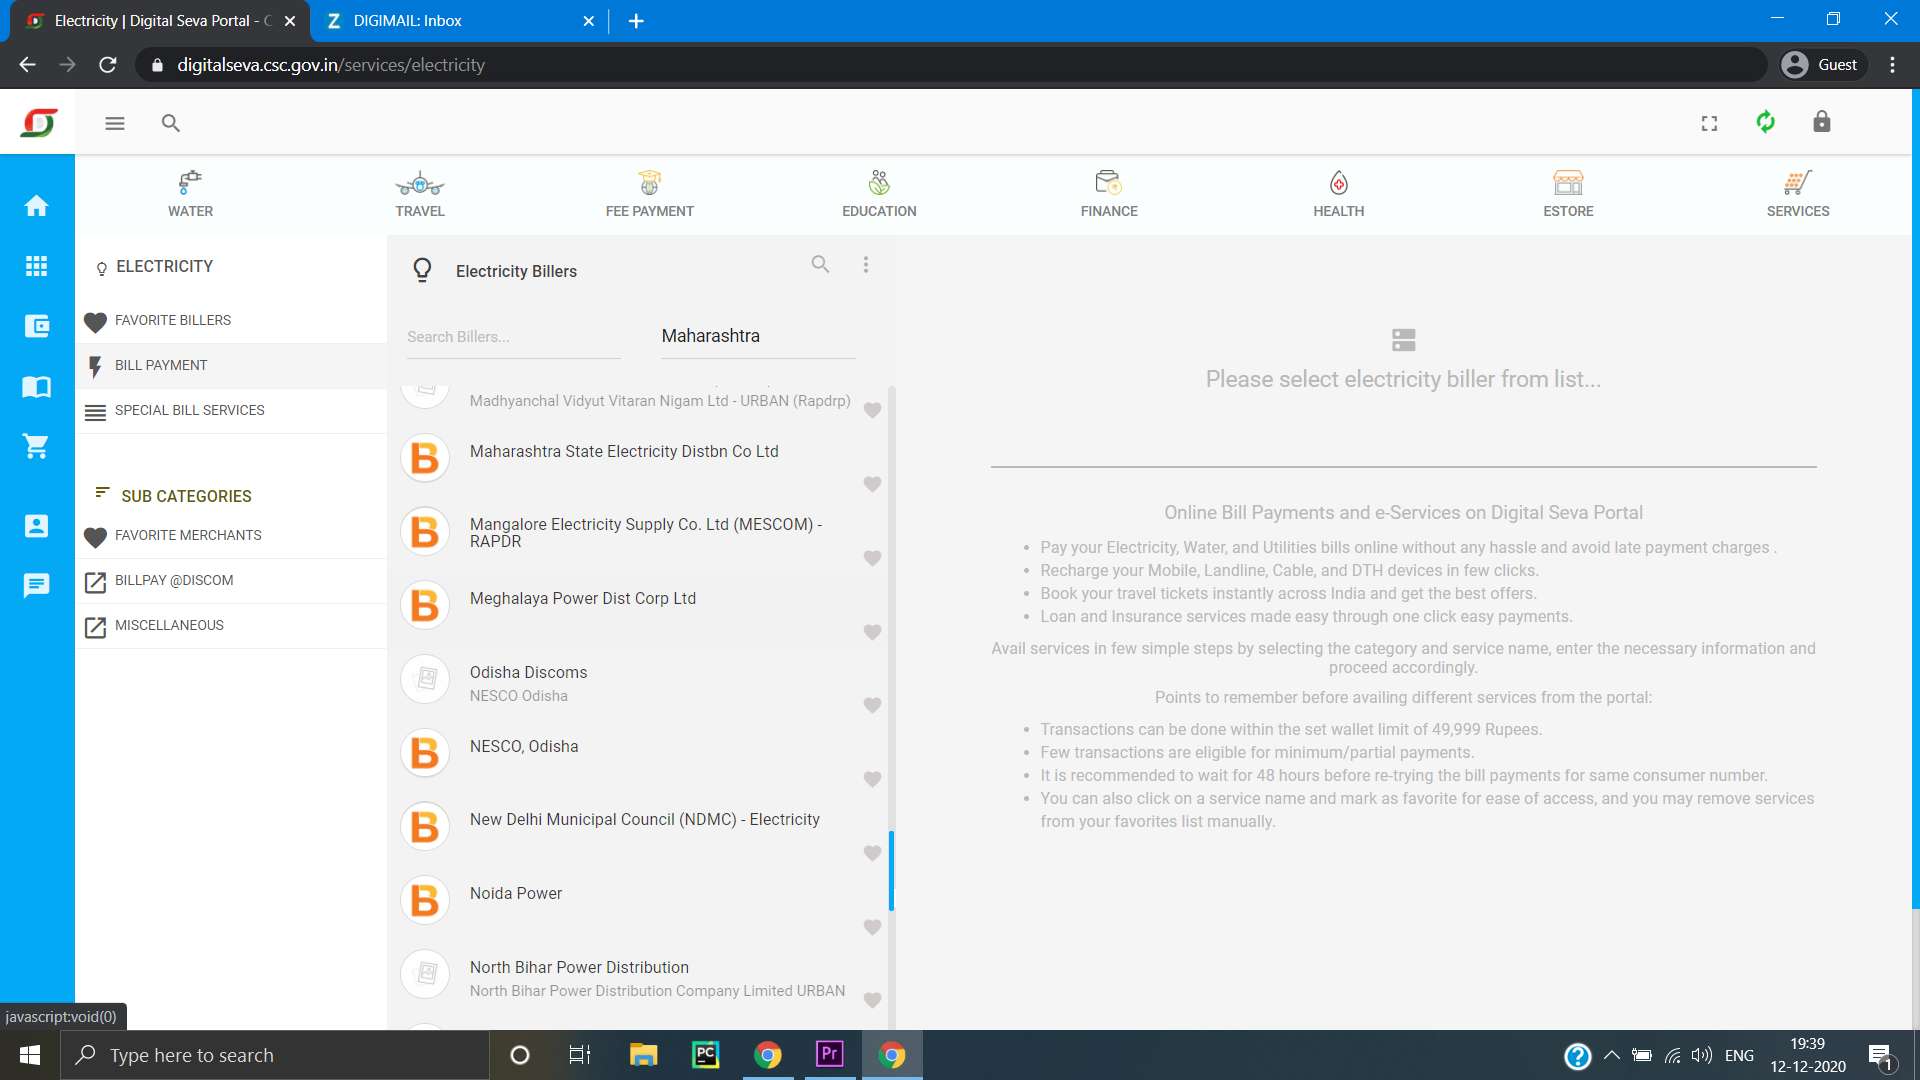 Electricity | Digital Seva Portal - C
DIGIMAIL: Inbox
digitalseva.csc.gov.in/services/electricity
Guest
WATER
TRAVEL
FEE PAYMENT
EDUCATION
FINANCE
HEALTH
ESTORE
SERVICES
ELECTRICITY
FAVORITE BILLERS
BILL PAYMENT
SPECIAL BILL SERVICES
SUB CATEGORIES
FAVORITE MERCHANTS
BILLPAY @DISCOM
MISCELLANEOUS
Electricity Billers
Search Billers...
Maharashtra
Madhyanchal Vidyut Vitaran Nigam Ltd - URBAN (Rapdrp)
Maharashtra State Electricity Distbn Co Ltd
Mangalore Electricity Supply Co. Ltd (MESCOM) -
RAPDR
Meghalaya Power Dist Corp Ltd
Odisha Discoms
NESCO Odisha
NESCO, Odisha
New Delhi Municipal Council (NDMC) - Electricity
Noida Power
North Bihar Power Distribution
North Bihar Power Distribution Company Limited URBAN
Please select electricity biller from list...
Online Bill Payments and e-Services on Digital Seva Portal
• Pay your Electricity, Water, and Utilities bills online without any hassle and avoid late payment charges .
• Recharge your Mobile, Landline, Cable, and DTH devices in few clicks.
• Book your travel tickets instantly across India and get the best offers.
• Loan and Insurance services made easy through one click easy payments.
Avail services in few simple steps by selecting the category and service name, enter the necessary information and
proceed accordingly.
Points to remember before availing different services from the portal:
• Transactions can be done within the set wallet limit of 49,999 Rupees.
• Few transactions are eligible for minimum/partial payments.
• It is recommended to wait for 48 hours before re-trying the bill payments for same consumer number.
• You can also click on a service name and mark as favorite for ease of access, and you may remove services
from your favorites list manually.
javascript:void(0)
Type here to search
PC
Pr
ENG
19:39
12-12-2020
1